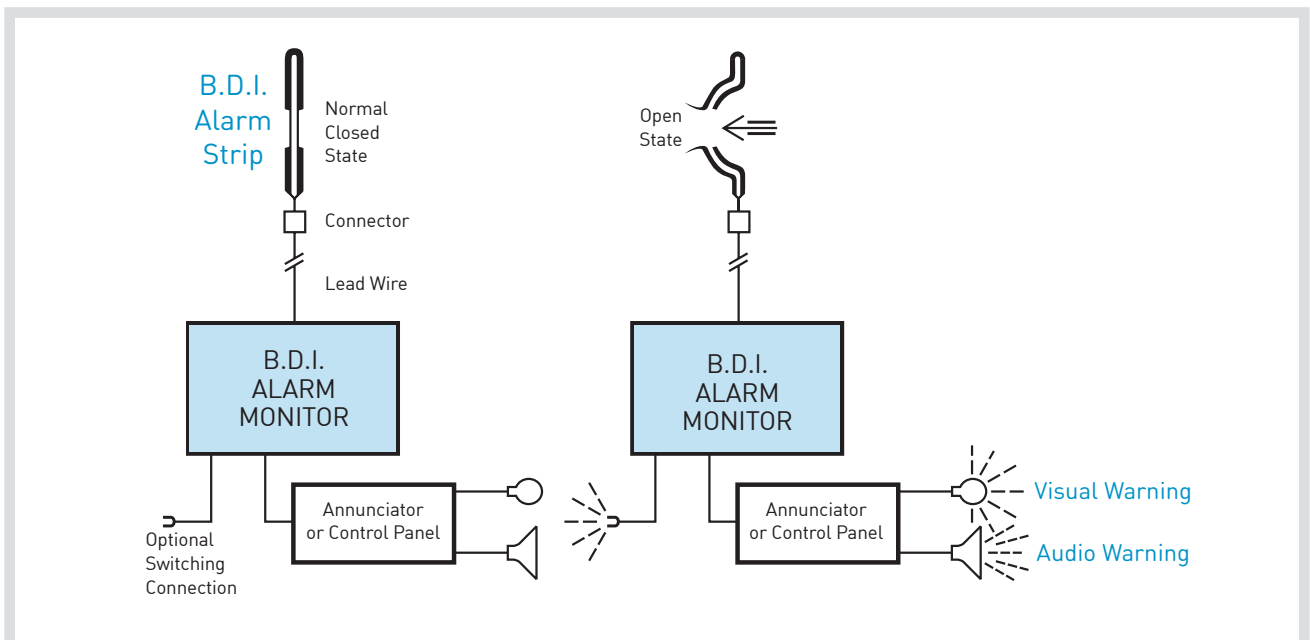 B.D.I.
Alarm
Strip
Normal
Closed
State
Connector
Lead Wire
B.D.I.
ALARM
MONITOR
Optional
Switching
Connection
Annunciator
or Control Panel
Open
State
B.D.I.
ALARM
MONITOR
Annunciator
or Control Panel
Visual Warning
Audio Warning